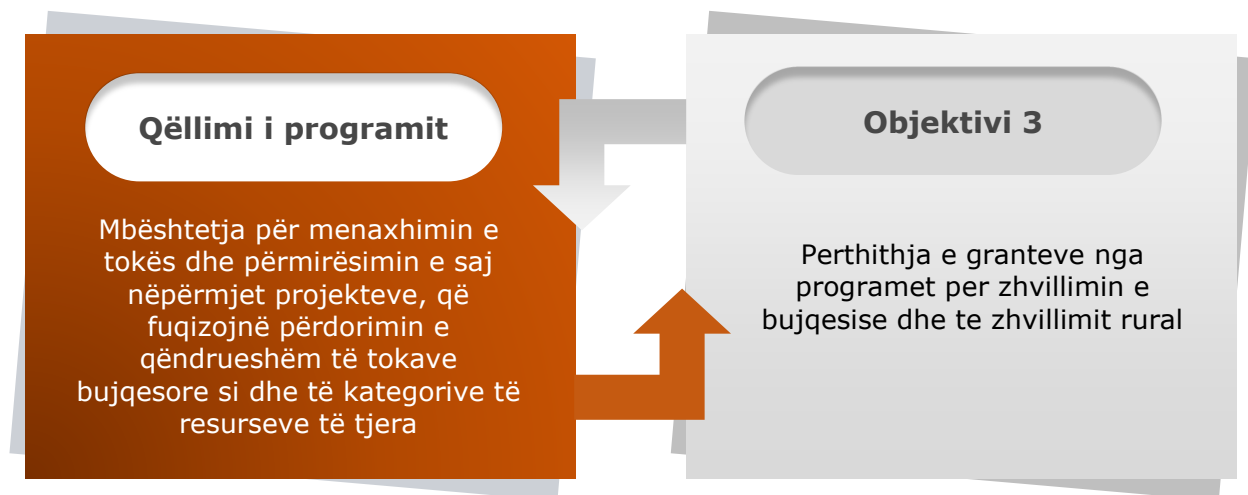 Qëllimi i programit
Mbështetja për menaxhimin e
tokës dhe përmirësimin e saj
nëpërmjet projekteve, që
fuqizojnë përdorimin e
qëndrueshëm të tokave
bujqesore si dhe të kategorive të
resurseve të tjera
Objektivi 3
Perthithja e granteve nga
programet per zhvillimin e
bujqesise dhe te zhvillimit rural